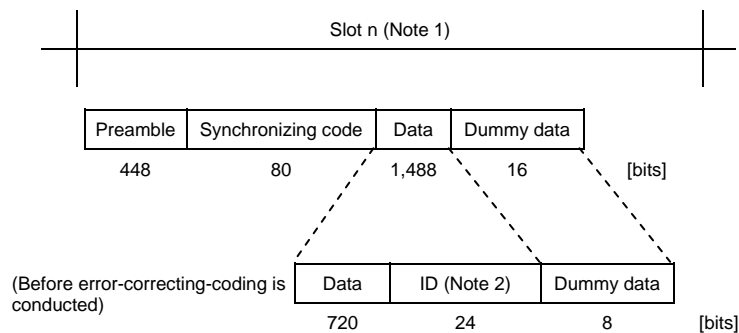 Slot n (Note 1)
Preamble Synchronizing code Data Dummy data
448 80 1,488 16 [bits]
(Before error-correcting-coding is
conducted)
Data ID (Note 2) Dummy data
720 24 8 [bits]